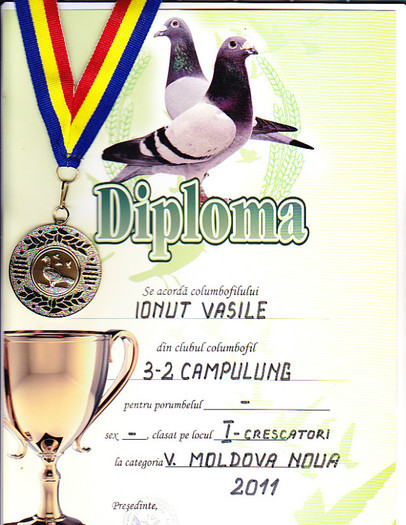 Diploma
Se acordă columbofilului
IONUT VASILE
din clubul columbofil
3-2 CAMPULUNG
pentru porumbelul -
sex -, clasat pe locul I-CRESCATORI
la categoria V. MOLDOVA NOUA
2011
Preşedinte,